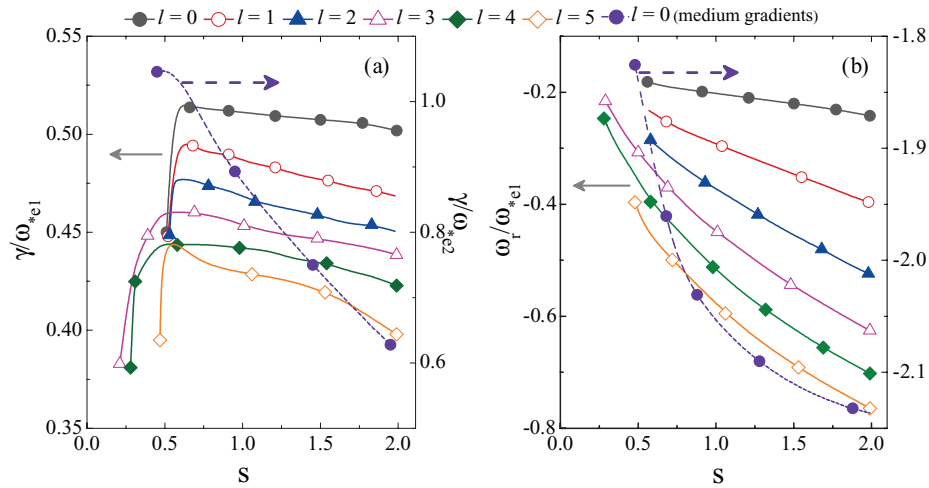 l = 0 l = 1 l = 2 l = 3 l = 4 l = 5 l = 0 (medium gradients)
(a)
0.55
0.50
0.45
0.40
0.35
γ/ω*e1
1.0
0.8
0.6
γ/ω*e2
0.0 0.5 1.0 1.5 2.0
s
(b)
-0.2
-0.4
-0.6
-0.8
ωr/ω*e1
-1.8
-1.9
-2.0
-2.1
0.0 0.5 1.0 1.5 2.0
s